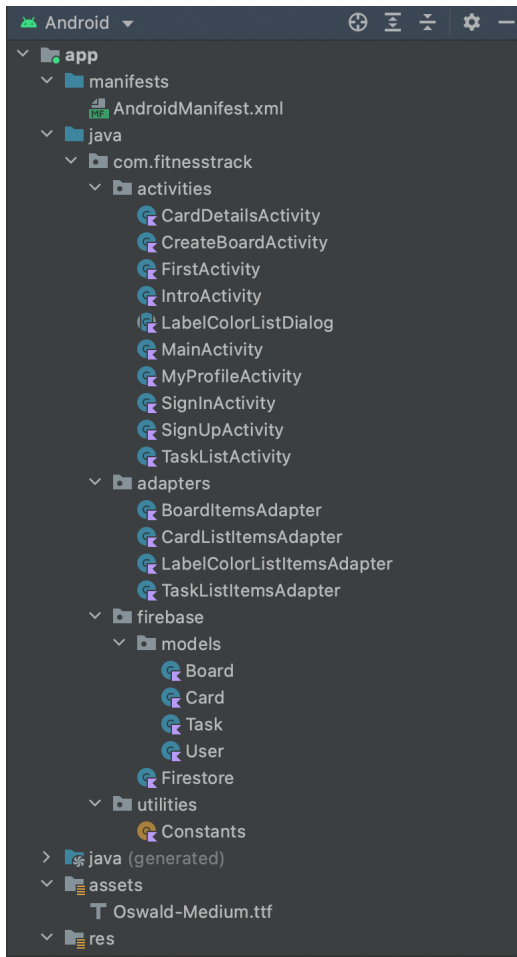 Android
app
manifests
MF AndroidManifest.xml
java
com.fitnesstrack
activities
CardDetailsActivity
CreateBoardActivity
FirstActivity
IntroActivity
LabelColorListDialog
MainActivity
MyProfileActivity
SignInActivity
SignUpActivity
TaskListActivity
adapters
BoardItemsAdapter
CardListItemsAdapter
LabelColorListItemsAdapter
TaskListItemsAdapter
firebase
models
Board
Card
Task
User
Firestore
utilities
Constants
java (generated)
assets
Oswald-Medium.ttf
res